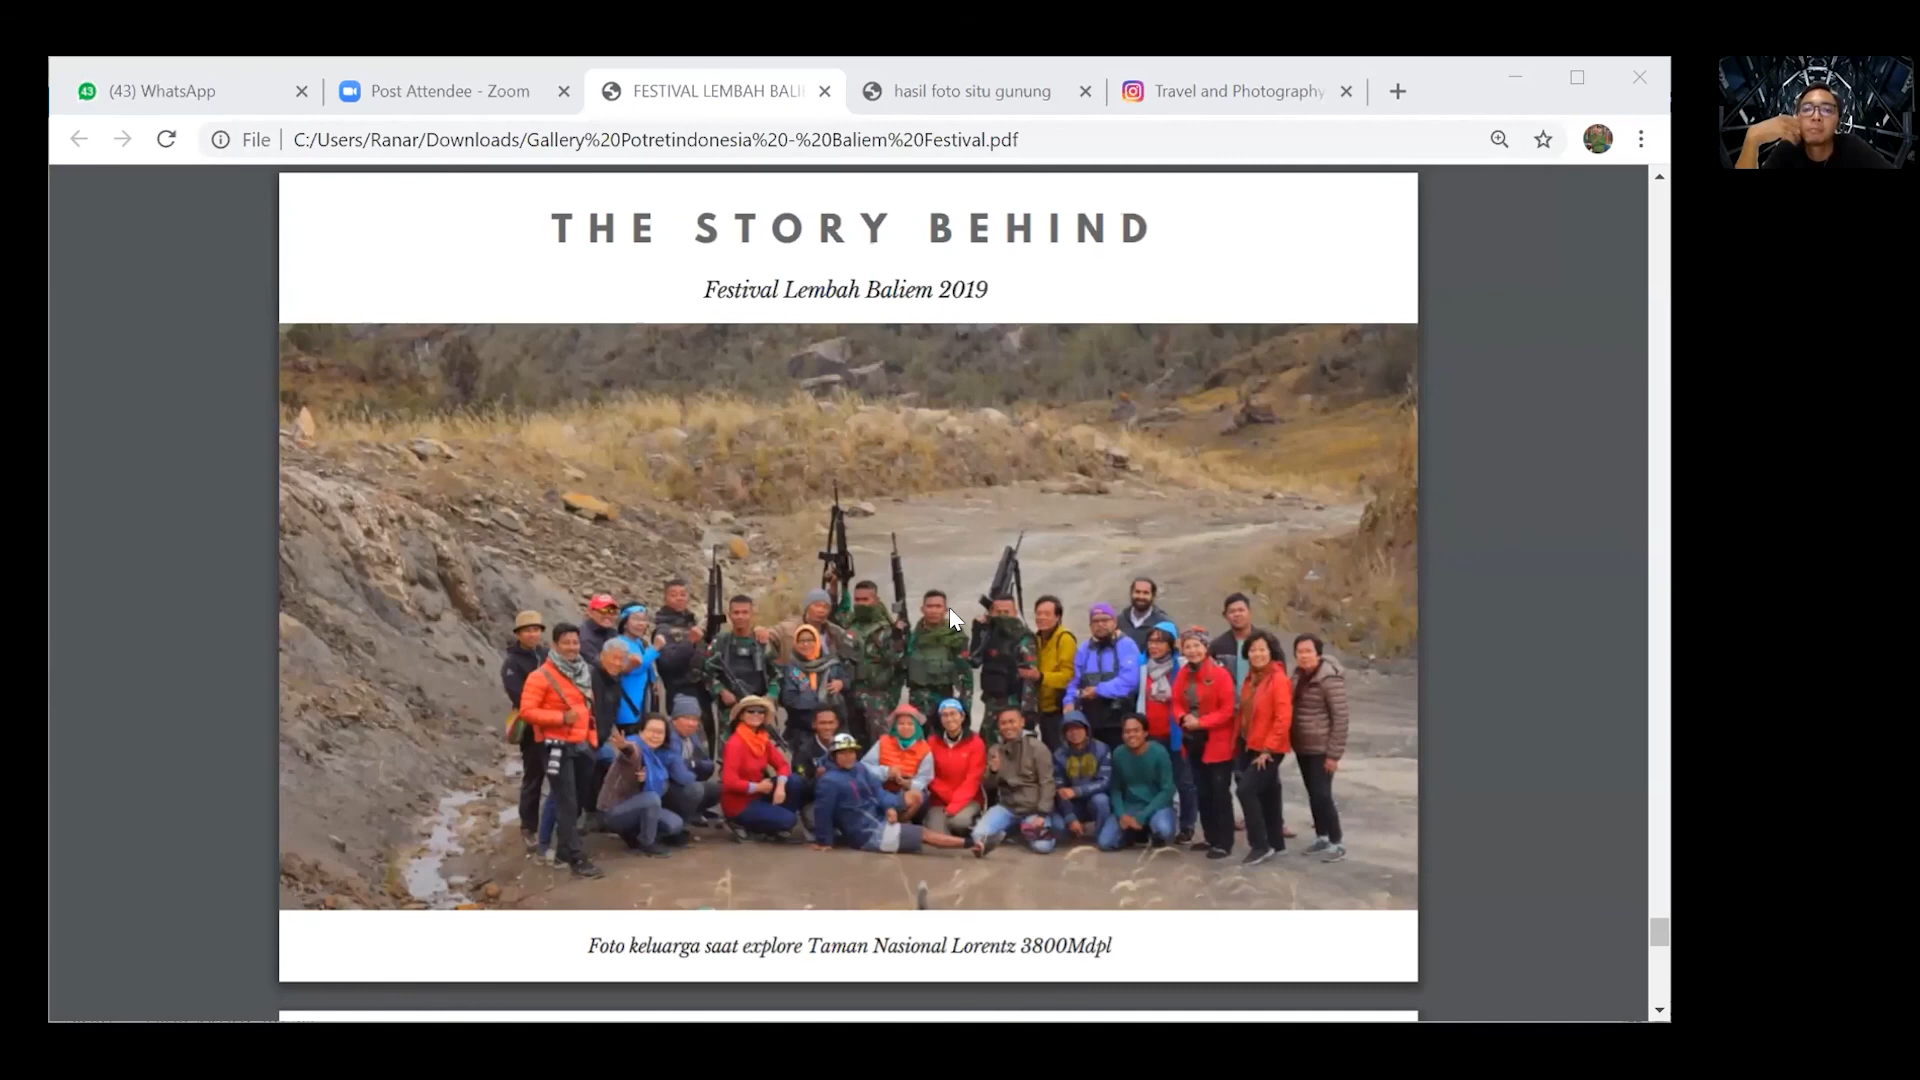 (43) WhatsApp
Post Attendee - Zoom
FESTIVAL LEMBAH BALI
hasil foto situ gunung
Travel and Photography
File
C:/Users/Ranar/Downloads/Gallery%20Potretindonesia%20-%20Baliem%20Festival.pdf
THE STORY BEHIND
Festival Lembah Baliem 2019
Foto keluarga saat explore Taman Nasional Lorentz 3800Mdpl